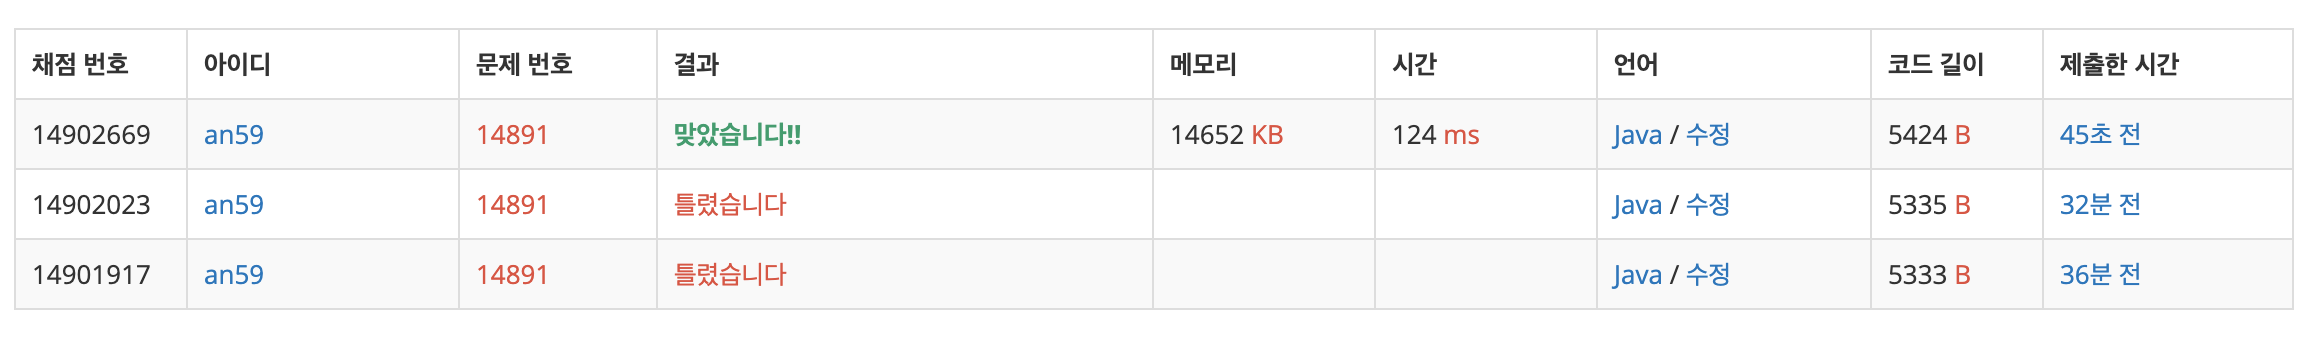 채점 번호 아이디 문제 번호 결과 메모리 시간 언어 코드 길이 제출한 시간
14902669 an59 14891 맞았습니다!! 14652 KB 124 ms Java / 수정 5424 B 45초 전
14902023 an59 14891 틀렸습니다 Java / 수정 5335 B 32분 전
14901917 an59 14891 틀렸습니다 Java / 수정 5333 B 36분 전